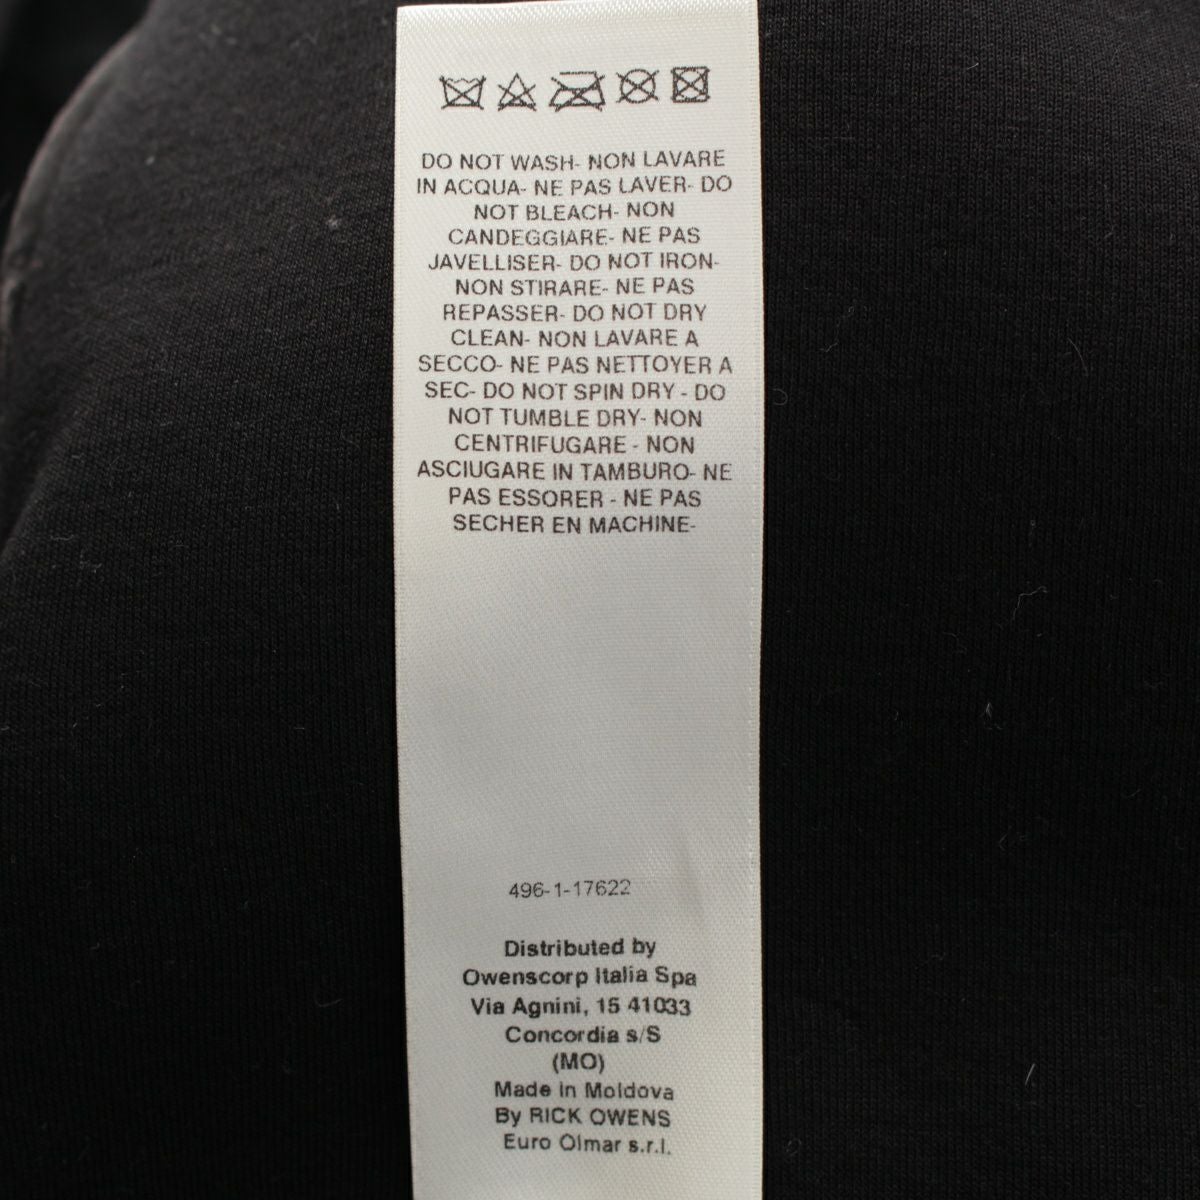 DO NOT WASH- NON LAVARE
IN ACQUA- NE PAS LAVER- DO
NOT BLEACH- NON
CANDEGGIARE- NE PAS
JAVELLISER- DO NOT IRON-
NON STIRARE- NE PAS
REPASSER- DO NOT DRY
CLEAN- NON LAVARE A
SECCO- NE PAS NETTOYER A
SEC- DO NOT SPIN DRY - DO
NOT TUMBLE DRY- NON
CENTRIFUGARE - NON
ASCIUGARE IN TAMBURO- NE
PAS ESSORER - NE PAS
SECHER EN MACHINE-
496-1-17622
Distributed by
Owenscorp Italia Spa
Via Agnini, 15 41033
Concordia s/S
(MO)
Made in Moldova
By RICK OWENS
Euro Olmar s.r.l.